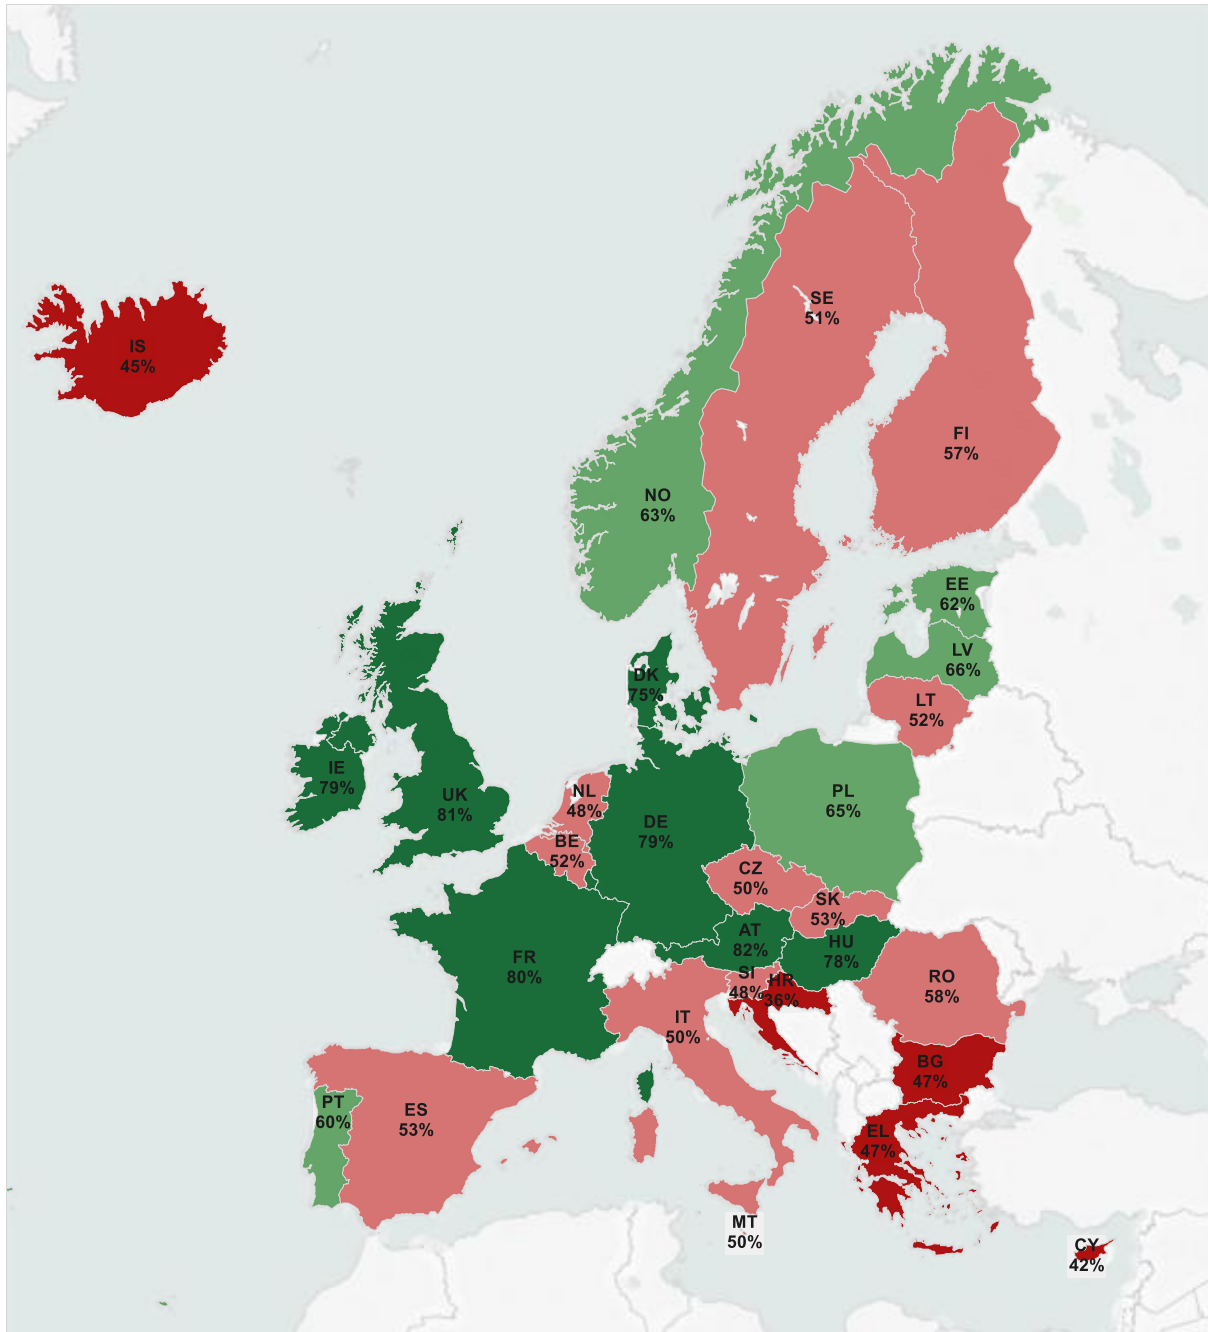 SE
51%
IS
45%
FI
57%
NO
63%
EE
62%
LV
66%
DK
75%
LT
52%
IE
79%
UK
81%
NL
48%
DE
79%
PL
65%
BE
52%
CZ
50%
SK
53%
AT
82%
HU
78%
FR
80%
SI
48%
HR
36%
RO
58%
IT
50%
BG
47%
PT
60%
ES
53%
EL
47%
MT
50%
CY
42%